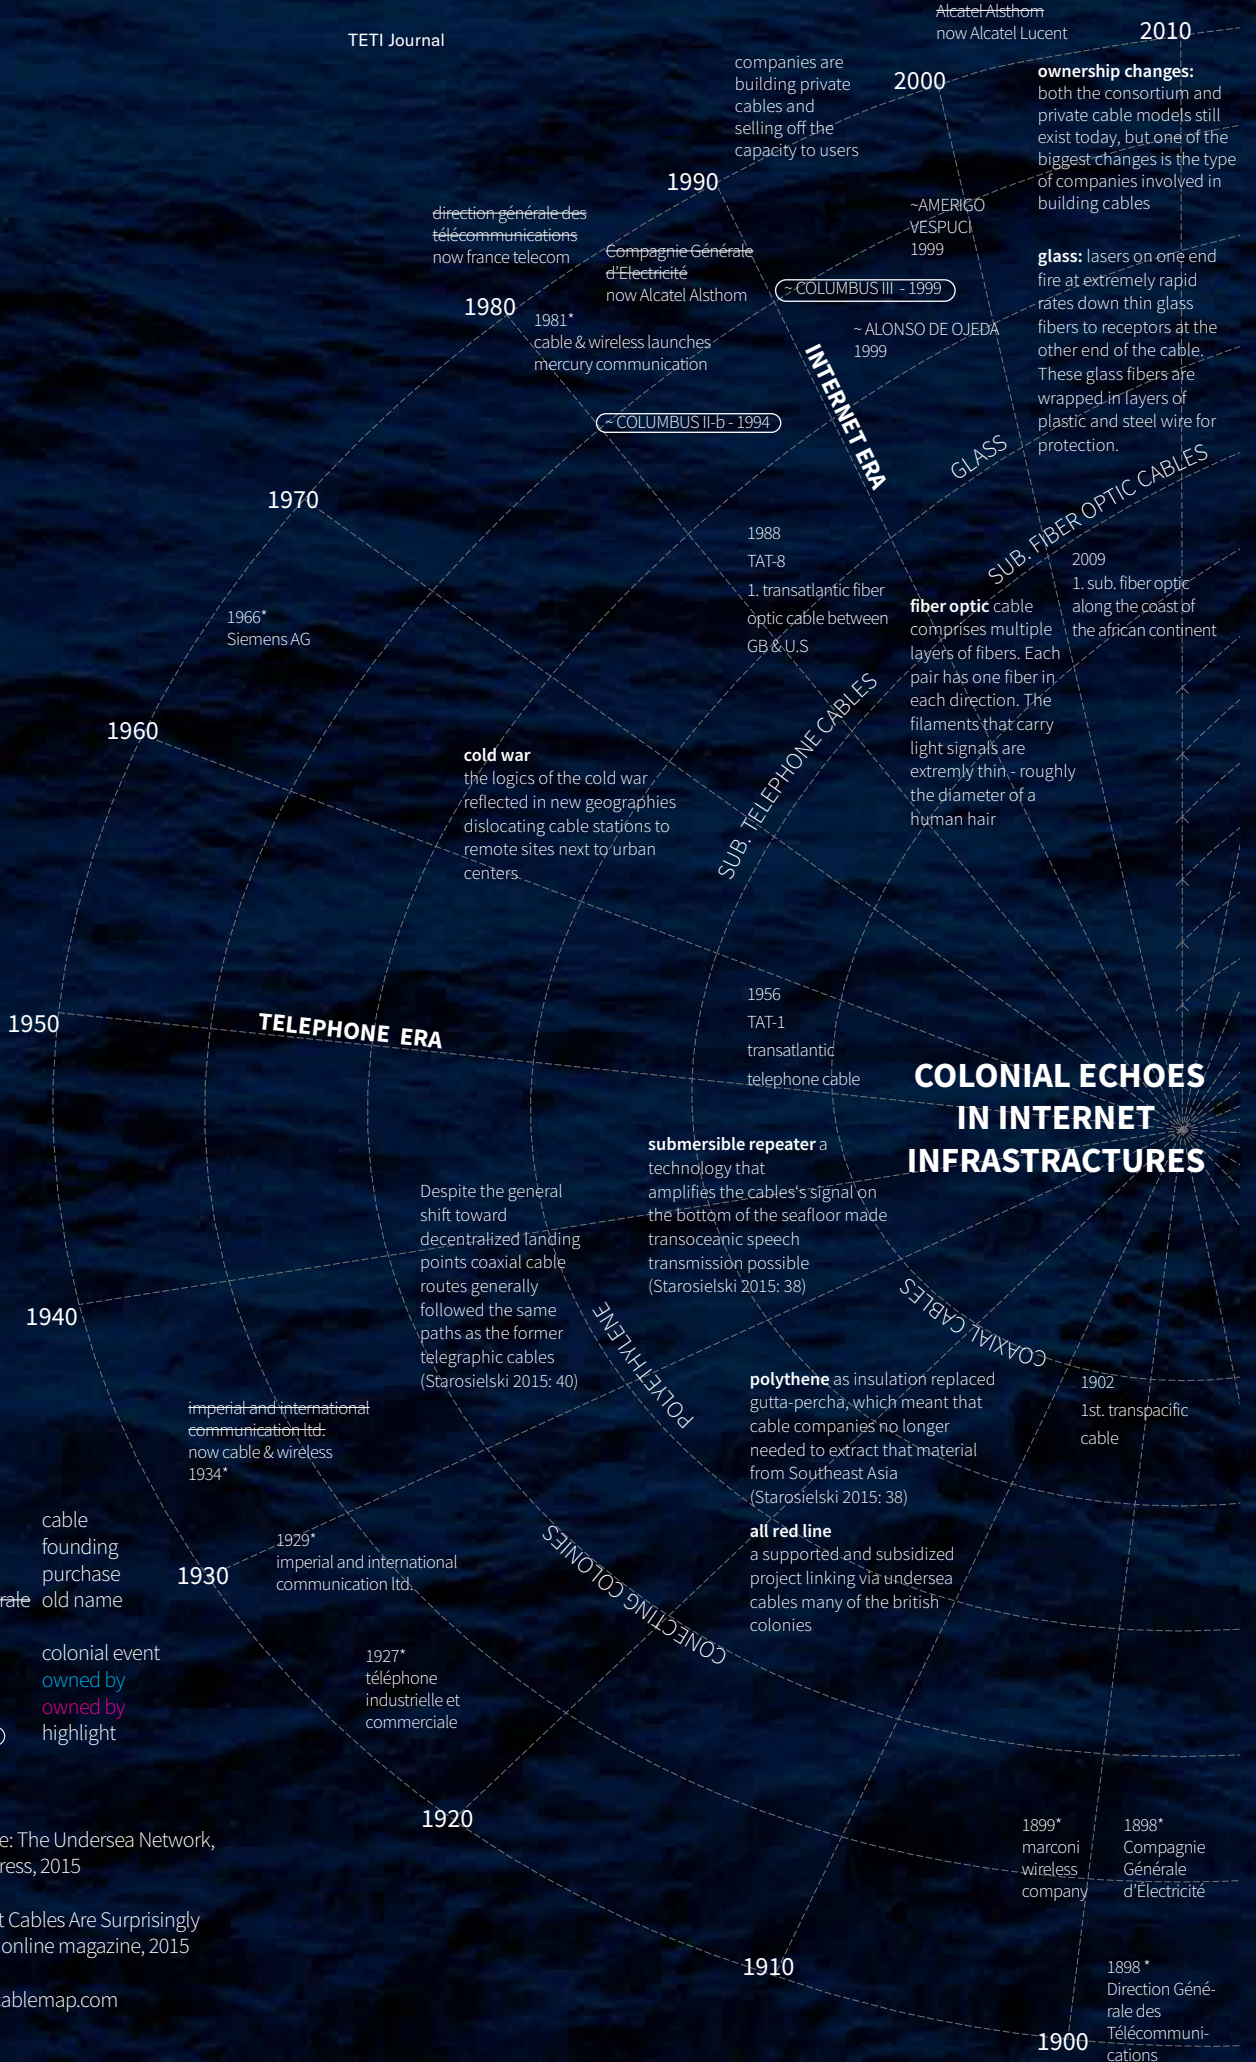 TETI Journal
Alcatel Alsthom
now Alcatel Lucent
2010
companies are
building private
cables and
selling off the
capacity to users
2000
ownership changes:
both the consortium and
private cable models still
exist today, but one of the
biggest changes is the type
of companies involved in
building cables
1990
direction générale des
télécommunications
now france telecom
Compagnie Générale
d'Electricité
now Alcatel Alsthom
~AMERIGO
VESPUCI
1999
glass: lasers on one end
fire at extremely rapid
rates down thin glass
fibers to receptors at the
other end of the cable.
These glass fibers are
wrapped in layers of
plastic and steel wire for
protection.
~ COLUMBUS III - 1999
1980
1981*
cable & wireless launches
mercury communication
~ ALONSO DE OJEDA
1999
INTERNET ERA
~ COLUMBUS II-b - 1994
GLASS
SUB. FIBER OPTIC CABLES
1970
1988
TAT-8
1. transatlantic fiber
optic cable between
GB & U.S
2009
1. sub. fiber optic
along the coast of
the african continent
fiber optic cable
comprises multiple
layers of fibers. Each
pair has one fiber in
each direction. The
filaments that carry
light signals are
extremly thin - roughly
the diameter of a
human hair
1966*
Siemens AG
SUB. TELEPHONE CABLES
1960
cold war
the logics of the cold war
reflected in new geographies
dislocating cable stations to
remote sites next to urban
centers
1950
TELEPHONE ERA
1956
TAT-1
transatlantic
telephone cable
COLONIAL ECHOES
IN INTERNET
INFRASTRACTURES
submersible repeater a
technology that
amplifies the cables's signal on
the bottom of the seafloor made
transoceanic speech
transmission possible
(Starosielski 2015: 38)
Despite the general
shift toward
decentralized landing
points coaxial cable
routes generally
followed the same
paths as the former
telegraphic cables
(Starosielski 2015: 40)
1940
POLYETHYLENE
COAXIAL CABLES
polythene as insulation replaced
gutta-percha, which meant that
cable companies no longer
needed to extract that material
from Southeast Asia
(Starosielski 2015: 38)
1902
1st. transpacific
cable
imperial and international
communication ltd.
now cable & wireless
1934*
all red line
a supported and subsidized
project linking via undersea
cables many of the british
colonies
CONECTING COLONIES
1930
1929*
imperial and international
communication ltd.
cable
founding
purchase
rale old name
colonial event
owned by
owned by
highlight
1927*
téléphone
industrielle et
commerciale
1920
e: The Undersea Network,
ress, 2015
t Cables Are Surprisingly
online magazine, 2015
cablemap.com
1899*
marconi
wireless
company
1898*
Compagnie
Générale
d'Électricité
1910
1898 *
Direction Géné-
rale des
Télécommuni-
cations
1900